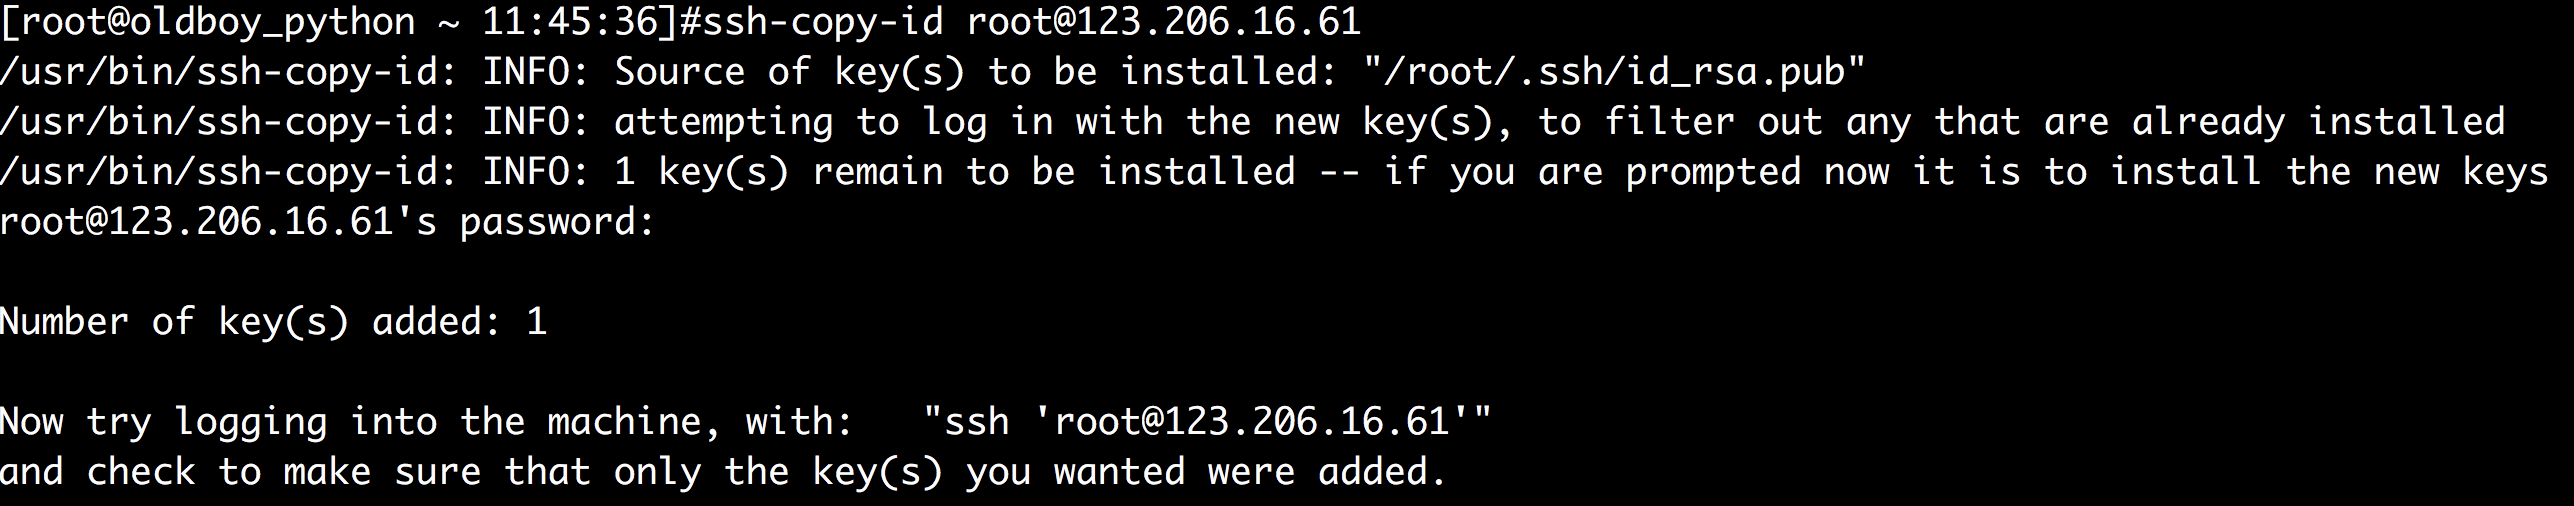 [root@oldboy_python ~ 11:45:36]#ssh-copy-id root@123.206.16.61
/usr/bin/ssh-copy-id: INFO: Source of key(s) to be installed: "/root/.ssh/id_rsa.pub"
/usr/bin/ssh-copy-id: INFO: attempting to log in with the new key(s), to filter out any that are already installed
/usr/bin/ssh-copy-id: INFO: 1 key(s) remain to be installed -- if you are prompted now it is to install the new keys
root@123.206.16.61's password:
Number of key(s) added: 1
Now try logging into the machine, with:   "ssh 'root@123.206.16.61'"
and check to make sure that only the key(s) you wanted were added.